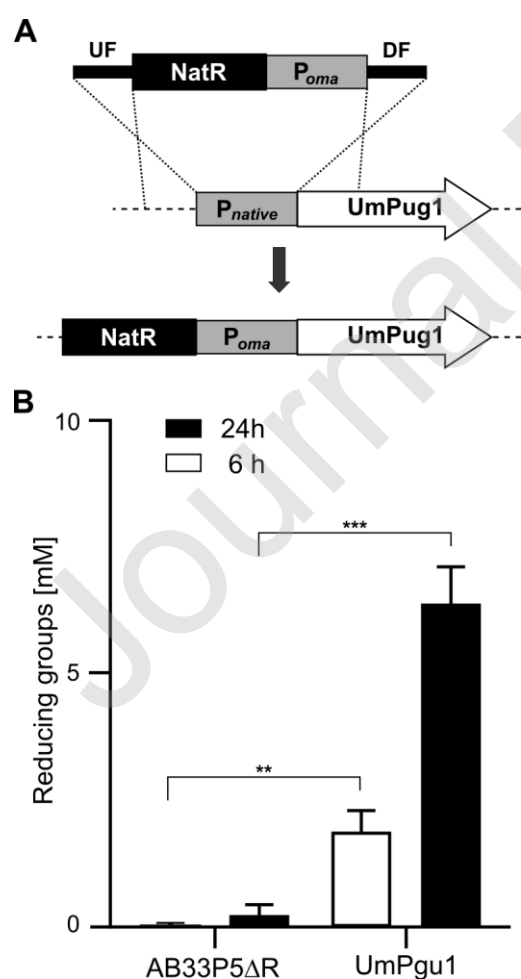 A
UF
DF
NatR
Poma
Pnative
UmPug1
NatR
Poma
UmPug1
B
10
24h
6 h
***
5
Reducing groups [mM]
**
0
AB33P5ΔR
UmPgu1
Journal